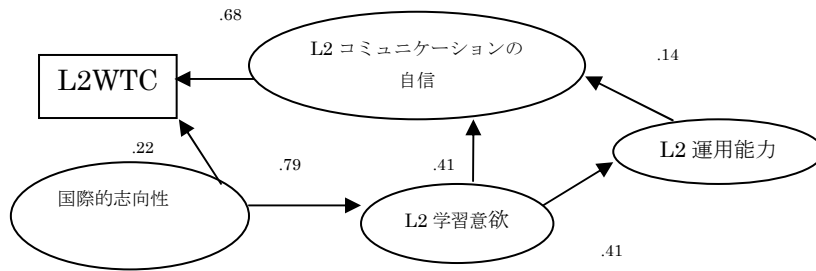 .68
L2 コミュニケーションの
自信
.14
L2WTC
L2 運用能力
.22
.79
.41
国際的志向性
L2 学習意欲
.41